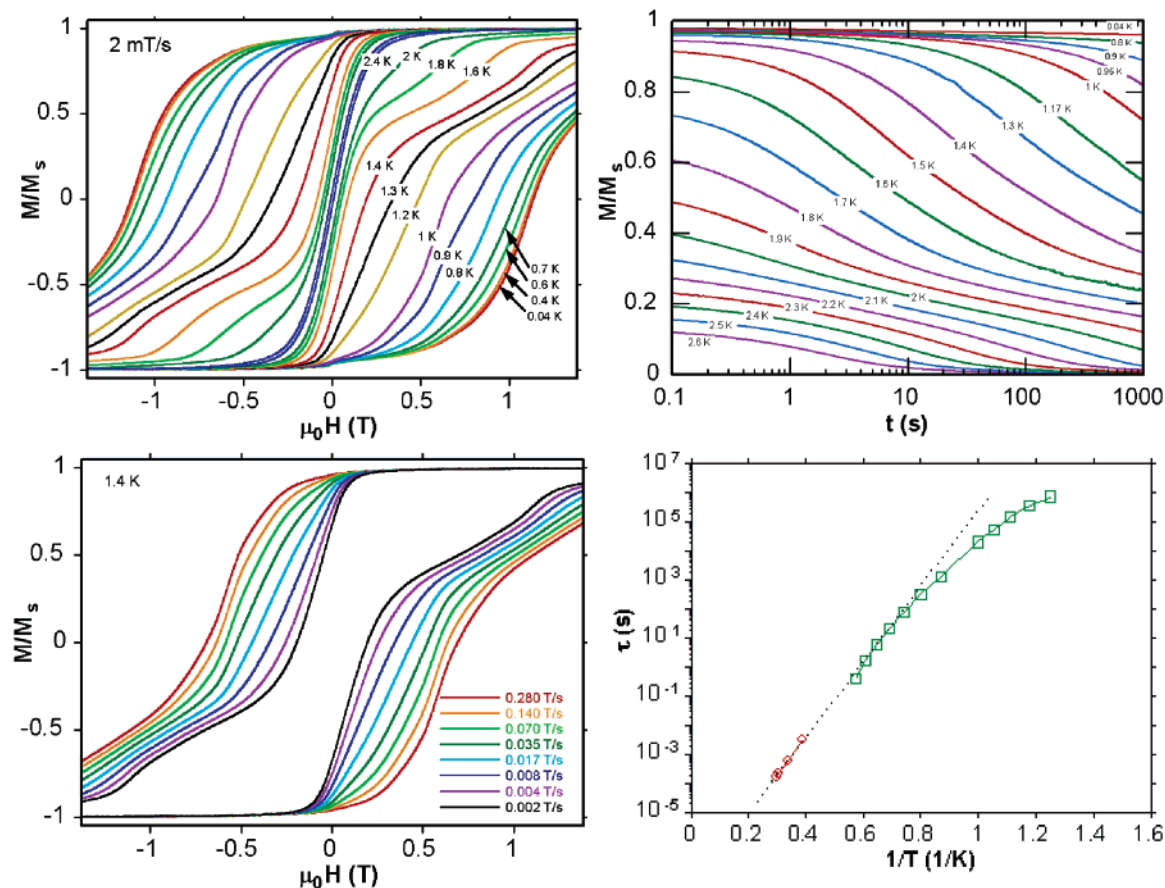 2 mT/s
M/Ms
1
0.5
0
-0.5
-1
2.4 K
2 K
1.8 K
1.6 K
1.4 K
1.3 K
1.2 K
1 K
0.9 K
0.8 K
0.7 K
0.6 K
0.4 K
0.04 K
-1 -0.5 0 0.5 1
μ0H (T)
M/Ms
1
0.8
0.6
0.4
0.2
0
0.04 K
0.8 K
0.9 K
0.95 K
1 K
1.17 K
1.3 K
1.4 K
1.5 K
1.6 K
1.7 K
1.8 K
1.9 K
2 K
2.1 K
2.2 K
2.3 K
2.4 K
2.5 K
2.6 K
0.1 1 10 100 1000
t (s)
1.4 K
M/Ms
1
0.5
0
-0.5
-1
0.280 T/s
0.140 T/s
0.070 T/s
0.035 T/s
0.017 T/s
0.008 T/s
0.004 T/s
0.002 T/s
-1 -0.5 0 0.5 1
μ0H (T)
τ (s)
10^7
10^5
10^3
10^1
10^-1
10^-3
10^-5
0 0.2 0.4 0.6 0.8 1 1.2 1.4 1.6
1/T (1/K)